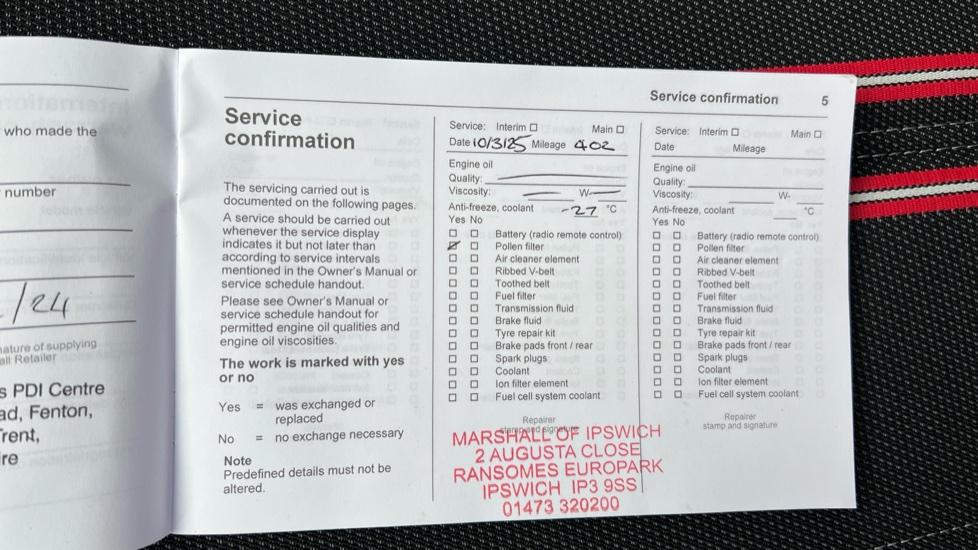 who made the
number
/24
nature of supplying
all Retailer
s PDI Centre
ad, Fenton,
Trent,
ire
Service confirmation 5
Service
confirmation
The servicing carried out is
documented on the following pages.
A service should be carried out
whenever the service display
indicates it but not later than
according to service intervals
mentioned in the Owner's Manual or
service schedule handout.
Please see Owner's Manual or
service schedule handout for
permitted engine oil qualities and
engine oil viscosities.
The work is marked with yes
or no
Yes = was exchanged or
replaced
No = no exchange necessary
Note
Predefined details must not be
altered.
Service: Interim ☐ Main ☐
Date 10/3/25 Mileage 402
Engine oil
Quality:
Viscosity: W-
Anti-freeze, coolant -27 °C
Yes No
Battery (radio remote control)
Pollen filter
Air cleaner element
Ribbed V-belt
Toothed belt
Fuel filter
Transmission fluid
Brake fluid
Tyre repair kit
Brake pads front / rear
Spark plugs
Coolant
Ion filter element
Fuel cell system coolant
Repairer
stamp and signature
MARSHALL OF IPSWICH
2 AUGUSTA CLOSE
RANSOMES EUROPARK
IPSWICH IP3 9SS
01473 320200
Service: Interim ☐ Main ☐
Date Mileage
Engine oil
Quality:
Viscosity: W-
Anti-freeze, coolant °C
Yes No
Battery (radio remote control)
Pollen filter
Air cleaner element
Ribbed V-belt
Toothed belt
Fuel filter
Transmission fluid
Brake fluid
Tyre repair kit
Brake pads front / rear
Spark plugs
Coolant
Ion filter element
Fuel cell system coolant
Repairer
stamp and signature